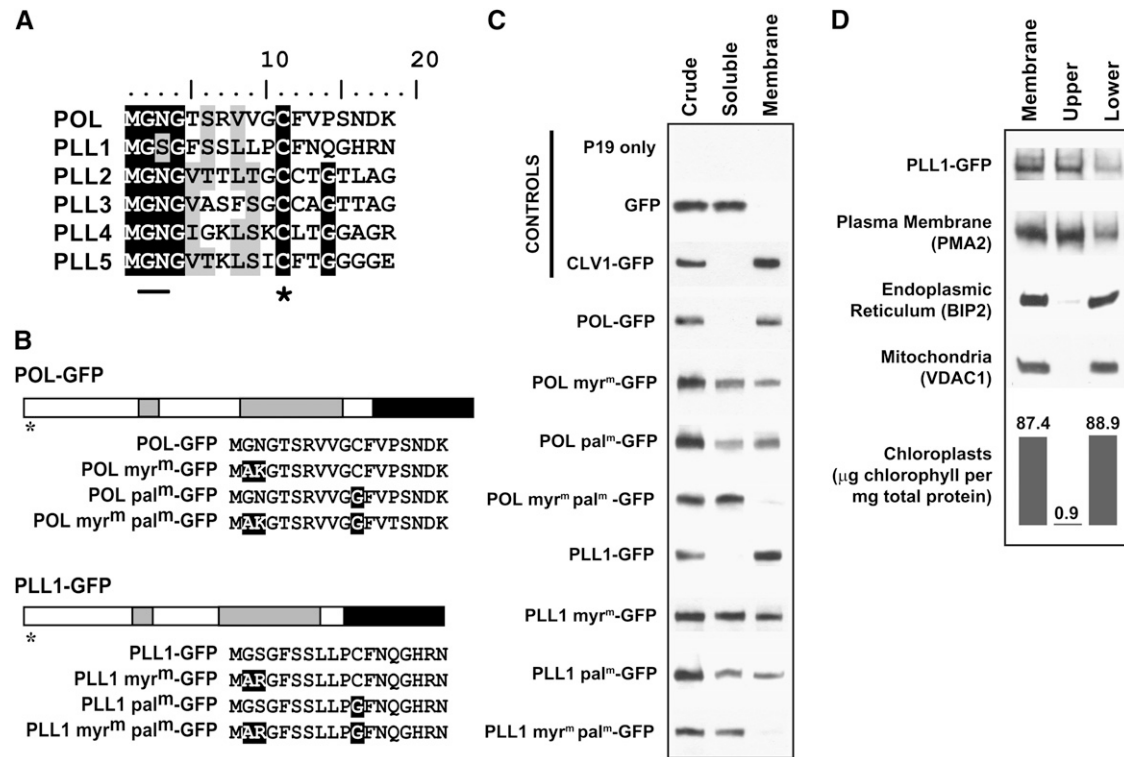 A
10 20
POL MGNGTSRVVGCFVPSNDK
PLL1 MGSGFSSLLPCFNQGHRN
PLL2 MGNGVTTLTGCCTGTLAG
PLL3 MGNGVASFSGCCAGTTAG
PLL4 MGNGIGKLSKCLTGGAGR
PLL5 MGNGVTKLSICFTGGGGE
*
B
POL-GFP
*
POL-GFP MGNGTSRVVGCFVPSNDK
POL myrᵐ-GFP MAKGTSRVVGCFVPSNDK
POL palᵐ-GFP MGNGTSRVVGGFVPSNDK
POL myrᵐ palᵐ-GFP MAKGTSRVVGGFVTSNDK
PLL1-GFP
*
PLL1-GFP MGSGFSSLLPCFNQGHRN
PLL1 myrᵐ-GFP MARGFSSLLPCFNQGHRN
PLL1 palᵐ-GFP MGSGFSSLLPGFNQGHRN
PLL1 myrᵐ palᵐ-GFP MARGFSSLLPGFNQGHRN
C
Crude
Soluble
Membrane
CONTROLS
P19 only
GFP
CLV1-GFP
POL-GFP
POL myrᵐ-GFP
POL palᵐ-GFP
POL myrᵐ palᵐ -GFP
PLL1-GFP
PLL1 myrᵐ-GFP
PLL1 palᵐ-GFP
PLL1 myrᵐ palᵐ-GFP
D
Membrane
Upper
Lower
PLL1-GFP
Plasma Membrane
(PMA2)
Endoplasmic
Reticulum (BIP2)
Mitochondria
(VDAC1)
Chloroplasts
(μg chlorophyll per
mg total protein)
87.4 0.9 88.9